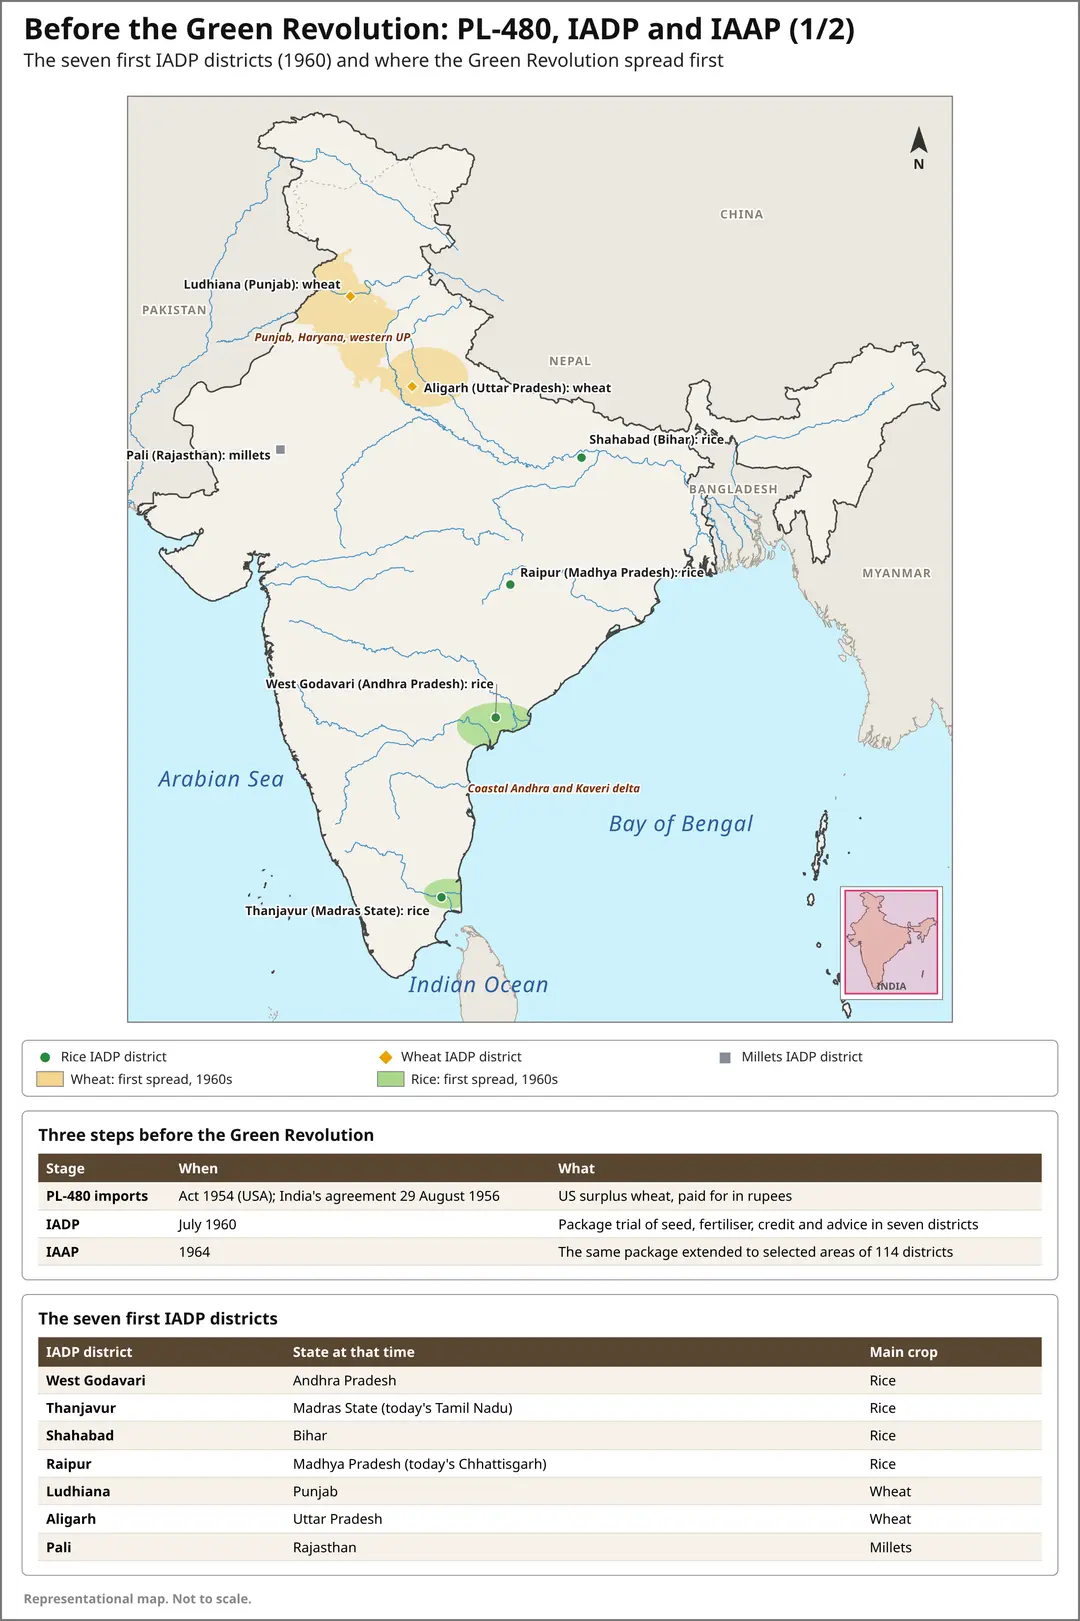 Before the Green Revolution: PL-480, IADP and IAAP (1/2)
The seven first IADP districts (1960) and where the Green Revolution spread first
N
CHINA
Ludhiana (Punjab): wheat
PAKISTAN
Punjab, Haryana, western UP
NEPAL
Aligarh (Uttar Pradesh): wheat
Shahabad (Bihar): rice
Pali (Rajasthan): millets
BANGLADESH
Raipur (Madhya Pradesh): rice
MYANMAR
West Godavari (Andhra Pradesh): rice
Arabian Sea
Coastal Andhra and Kaveri delta
Bay of Bengal
Thanjavur (Madras State): rice
Indian Ocean
INDIA
Rice IADP district
Wheat IADP district
Millets IADP district
Wheat: first spread, 1960s
Rice: first spread, 1960s
Three steps before the Green Revolution
Stage When What
PL-480 imports Act 1954 (USA); India's agreement 29 August 1956 US surplus wheat, paid for in rupees
IADP July 1960 Package trial of seed, fertiliser, credit and advice in seven districts
IAAP 1964 The same package extended to selected areas of 114 districts
The seven first IADP districts
IADP district State at that time Main crop
West Godavari Andhra Pradesh Rice
Thanjavur Madras State (today's Tamil Nadu) Rice
Shahabad Bihar Rice
Raipur Madhya Pradesh (today's Chhattisgarh) Rice
Ludhiana Punjab Wheat
Aligarh Uttar Pradesh Wheat
Pali Rajasthan Millets
Representational map. Not to scale.